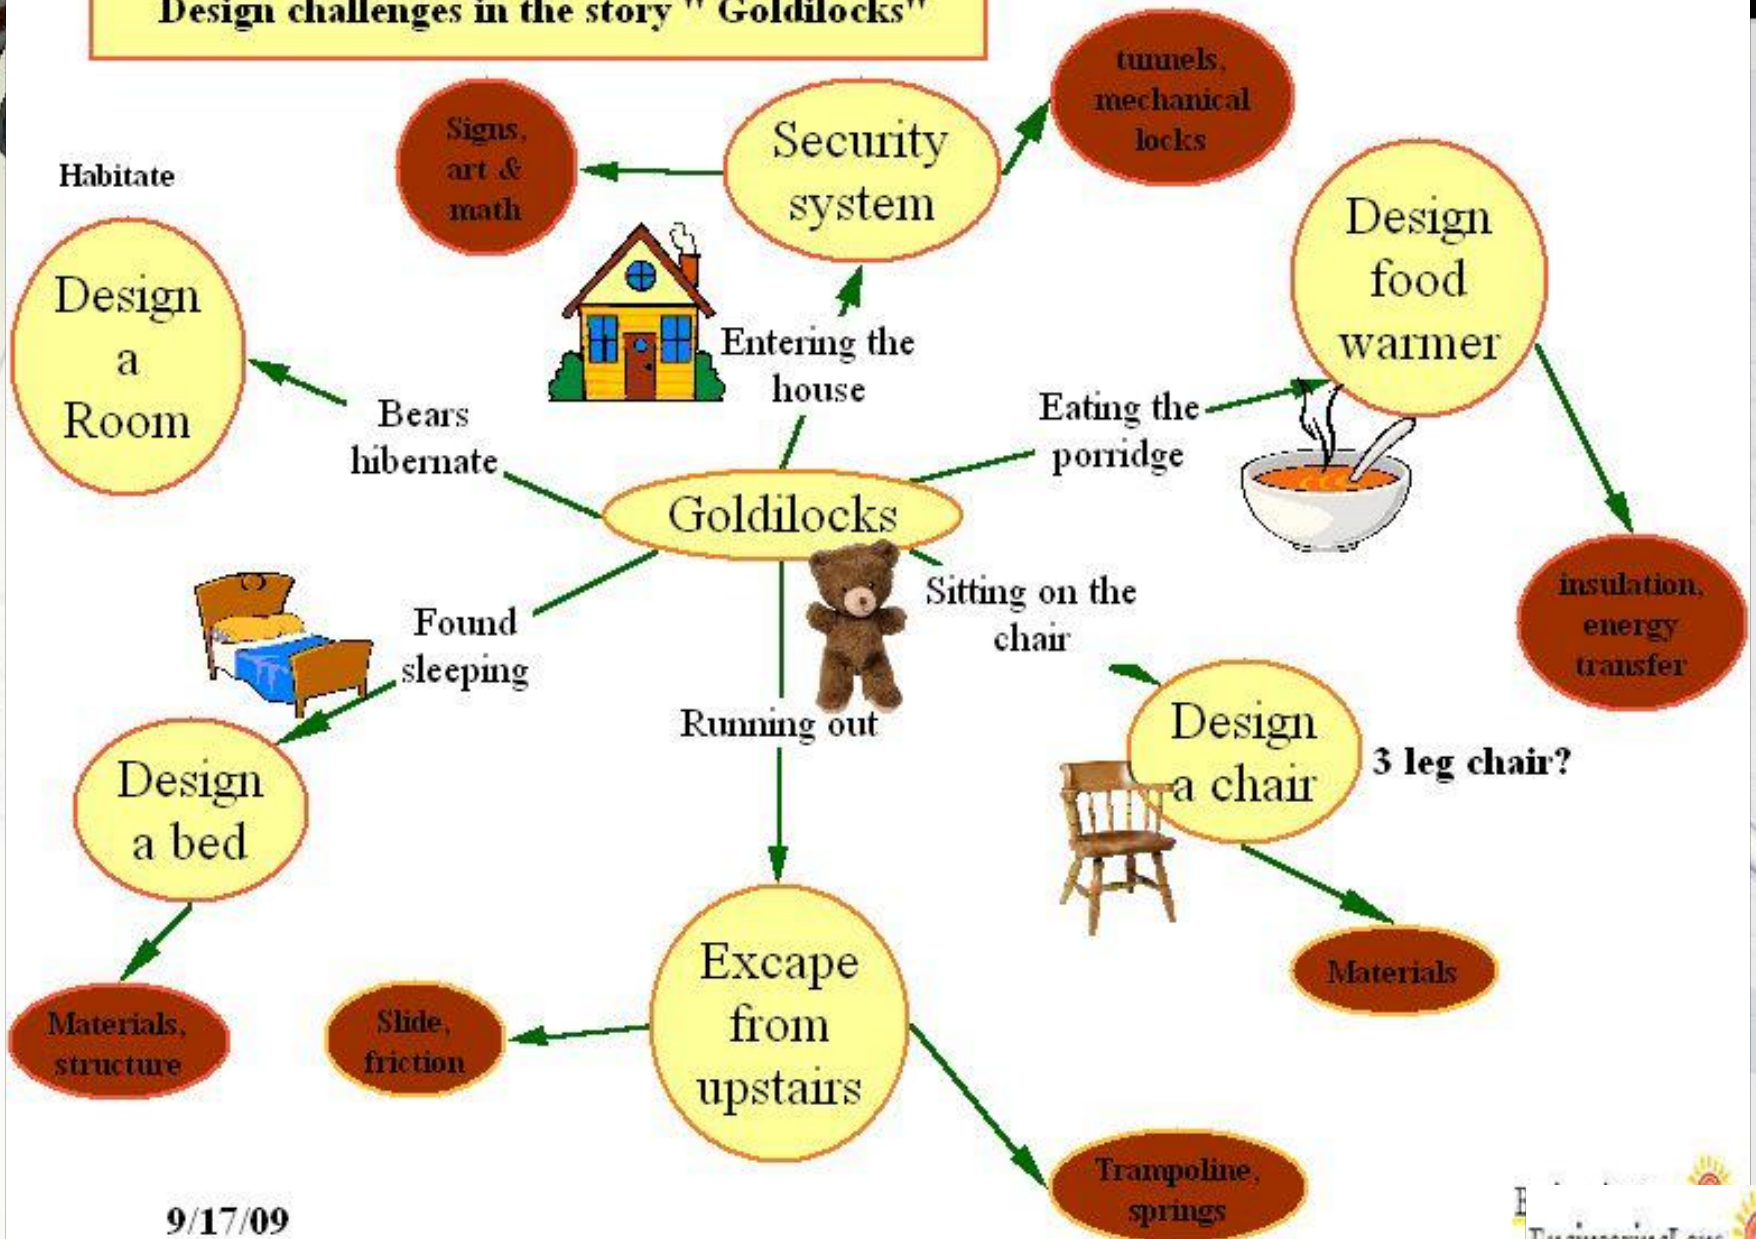 Design challenges in the story " Goldilocks"
tunnels,
mechanical
locks
Signs,
art &
math
Security
system
Habitate
Design
food
warmer
Design
a
Room
Entering the
house
Bears
hibernate
Eating the
porridge
Goldilocks
Sitting on the
chair
insulation,
energy
transfer
Found
sleeping
Running out
Design
a chair
3 leg chair?
Design
a bed
Excape
from
upstairs
Materials
Materials,
structure
Slide,
friction
Trampoline,
springs
9/17/09